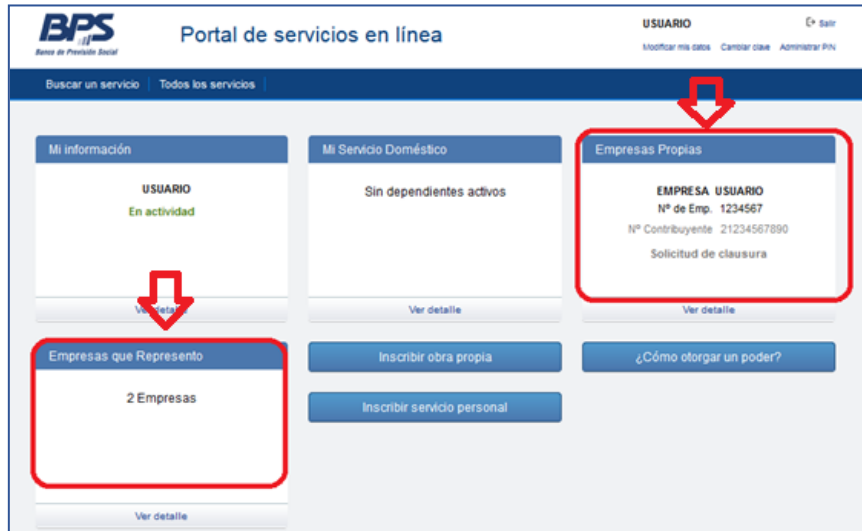 BPS
Banco de Previsión Social
Portal de servicios en línea
USUARIO
Salir
Modificar mis datos Cambiar clave Administrar PIN
Buscar un servicio Todos los servicios
Mi información
USUARIO
En actividad
Ver detalle
Mi Servicio Doméstico
Sin dependientes activos
Ver detalle
Empresas Propias
EMPRESA USUARIO
Nº de Emp. 1234567
Nº Contribuyente 21234567890
Solicitud de clausura
Ver detalle
Empresas que Represento
2 Empresas
Ver detalle
Inscribir obra propia
¿Cómo otorgar un poder?
Inscribir servicio personal